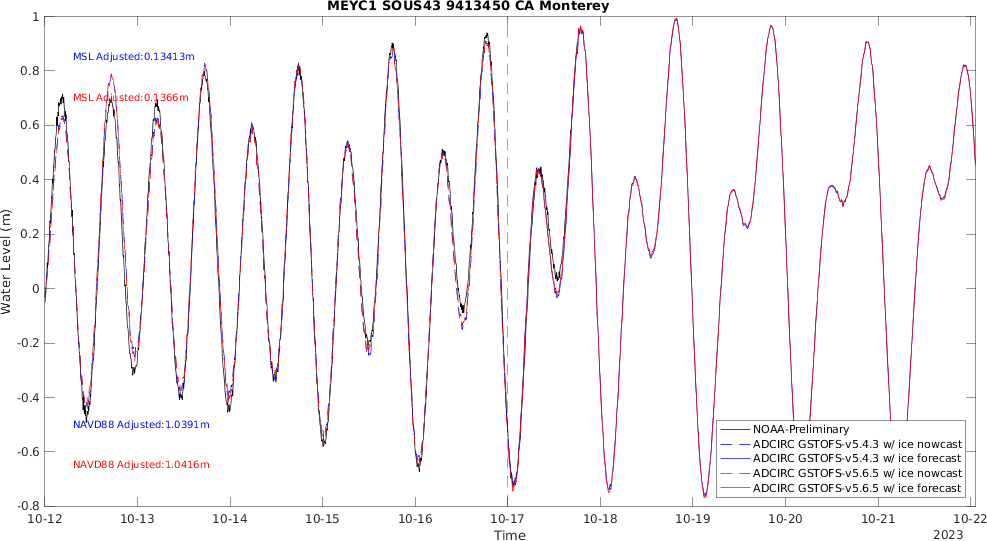 MEYC1 SOUS43 9413450 CA Monterey
1
0.8
0.6
0.4
0.2
0
-0.2
-0.4
-0.6
-0.8
Water Level (m)
MSL Adjusted:0.13413m
MSL Adjusted:0.1366m
NAVD88 Adjusted:1.0391m
NAVD88 Adjusted:1.0416m
NOAA-Preliminary
ADCIRC GSTOFS-v5.4.3 w/ ice nowcast
ADCIRC GSTOFS-v5.4.3 w/ ice forecast
ADCIRC GSTOFS-v5.6.5 w/ ice nowcast
ADCIRC GSTOFS-v5.6.5 w/ ice forecast
10-12 10-13 10-14 10-15 10-16 10-17 10-18 10-19 10-20 10-21 10-22
Time
2023